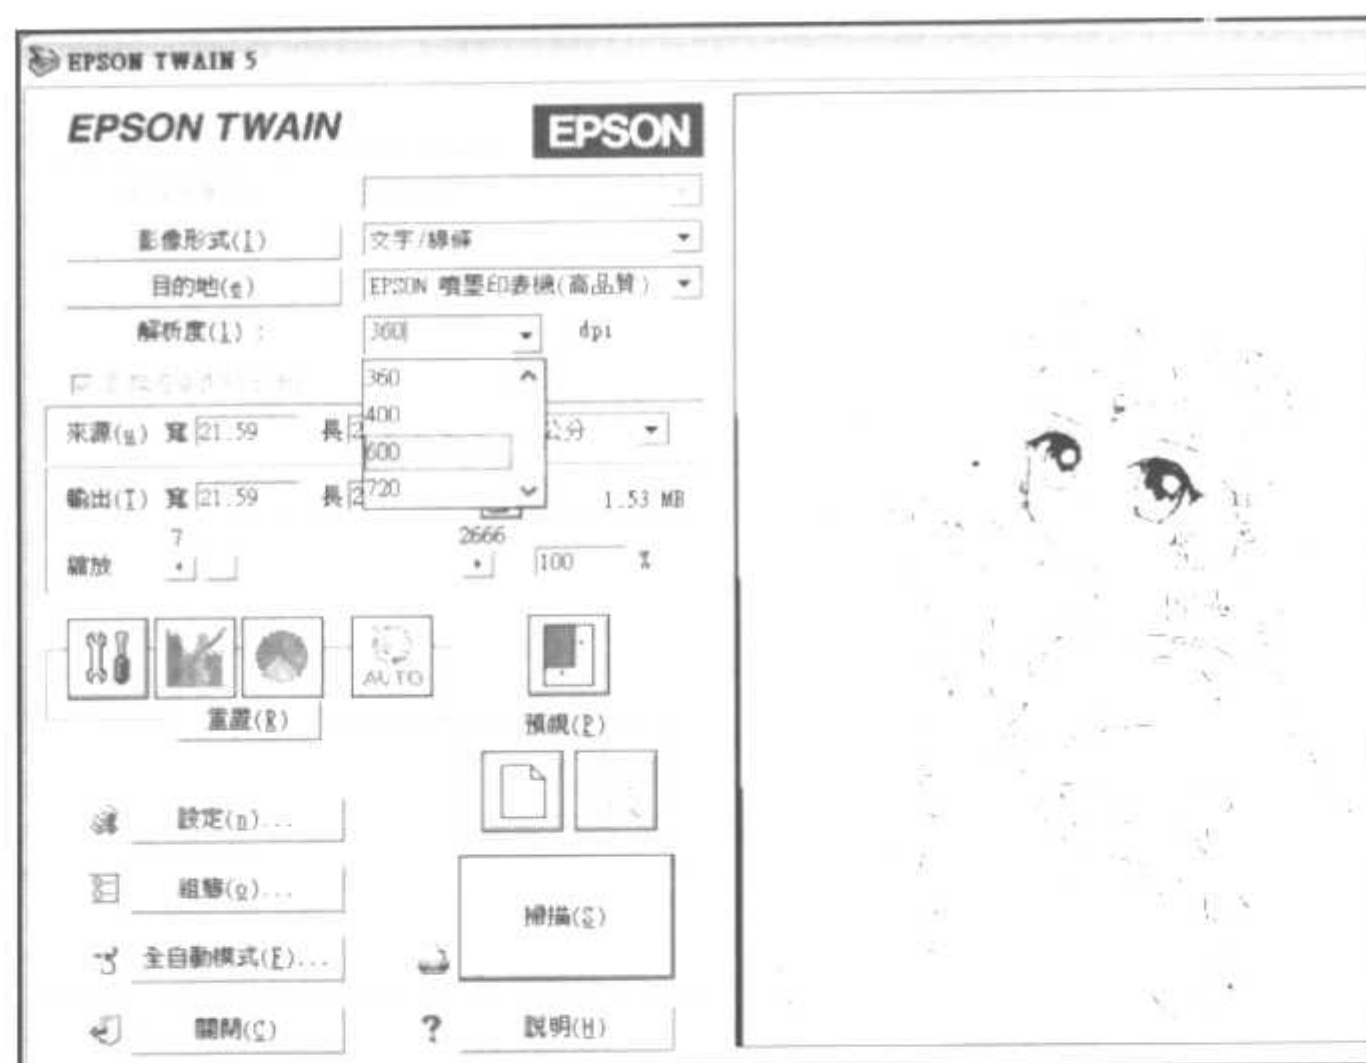 EPSON TWAIN 5
EPSON TWAIN EPSON
影像形式(I) 文字/線條
目的地(e) EPSON 噴墨印表機(高品質)
解析度(l) : 360 dpi
360
400
600
720
來源(u) 寬 21.59 長 2 公分
輸出(T) 寬 21.59 長 2 1.53 MB
7 2666
縮放 100 %
AUTO
重置(R) 預視(P)
設定(n)...
組態(o)...
掃描(S)
全自動模式(F)...
關閉(C) 說明(H)